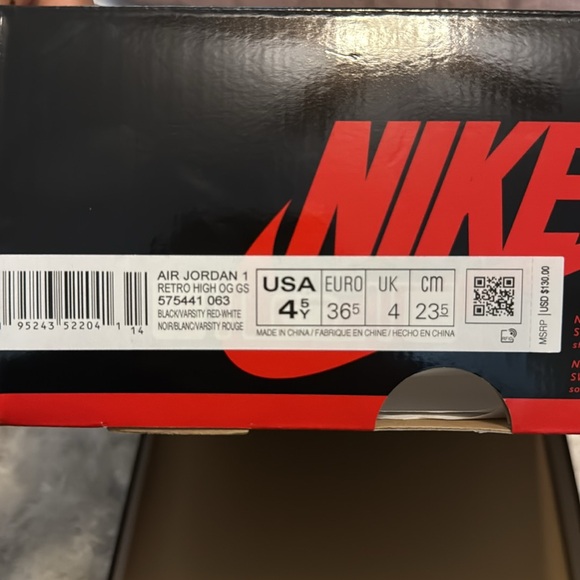 NIKE
AIR JORDAN 1
RETRO HIGH OG GS
575441 063
BLACK/VARSITY RED-WHITE
NOIR/BLANC/VARSITY ROUGE
USA EURO UK cm
4 5Y 36 5 4 23 5
MADE IN CHINA / FABRIQUE EN CHINE / HECHO EN CHINA
MSRP USD $130.00
95243 52204 1 14